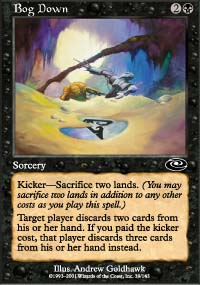 Bog Down 2
Sorcery
Kicker—Sacrifice two lands. (You may
sacrifice two lands in addition to any
other costs as you play this spell.)
Target player discards two cards from
his or her hand. If you paid the kicker
cost, that player discards three cards
from his or her hand instead.
Illus. Andrew Goldhawk
©1993–2001 Wizards of the Coast, Inc. 39/143